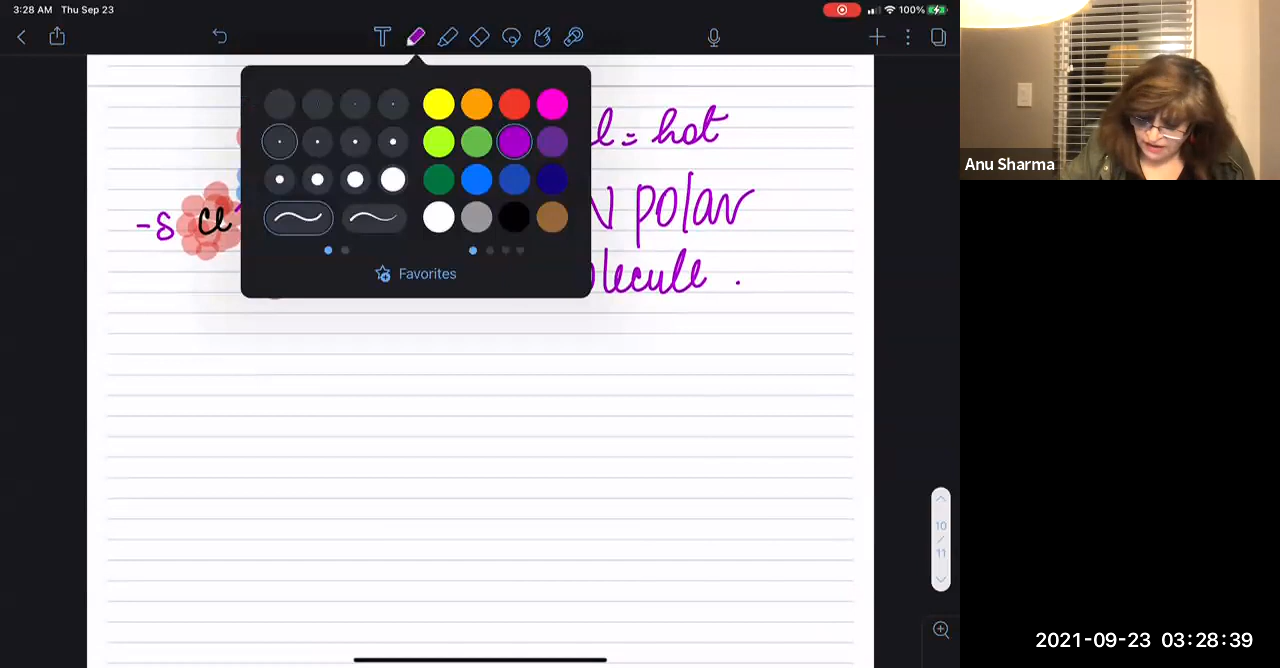 3:28 AM Thu Sep 23
100%
T
l = hot
-δ Cl
polar
lecule .
Favorites
10
/
11
Anu Sharma
2021-09-23 03:28:39